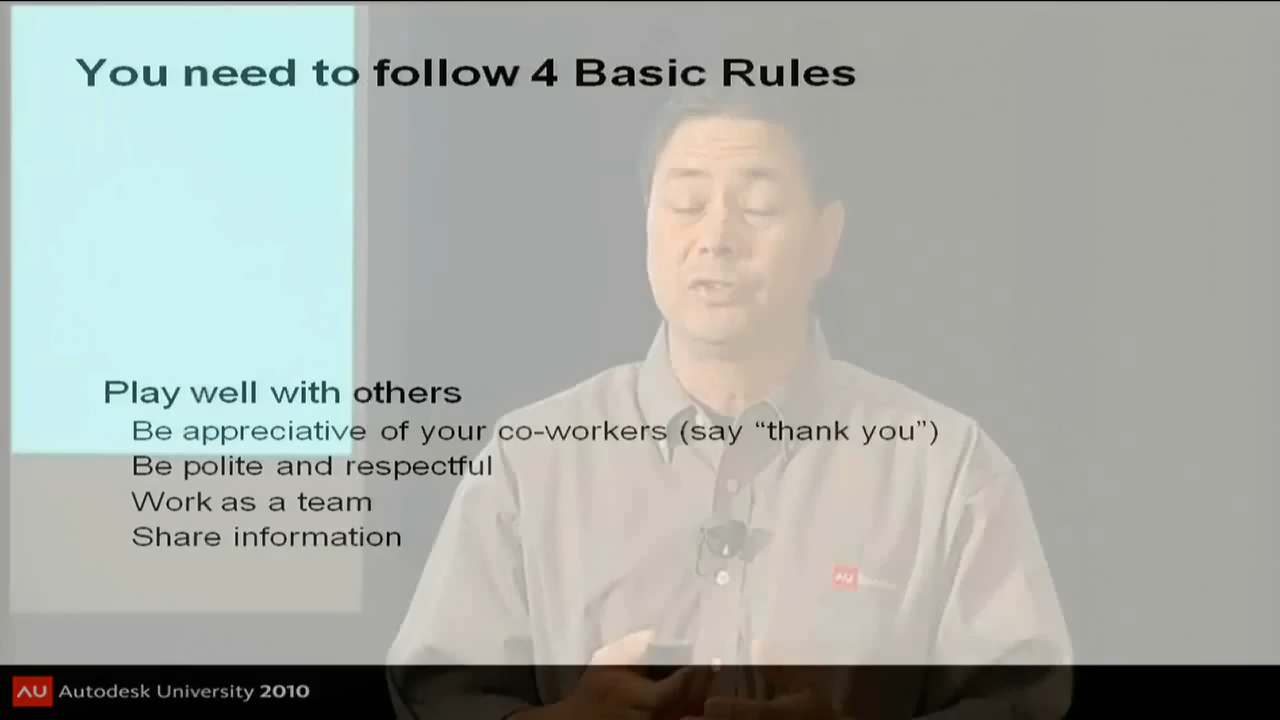 You need to follow 4 Basic Rules
Play well with others
Be appreciative of your co-workers (say “thank you”)
Be polite and respectful
Work as a team
Share information
AU
AU Autodesk University 2010